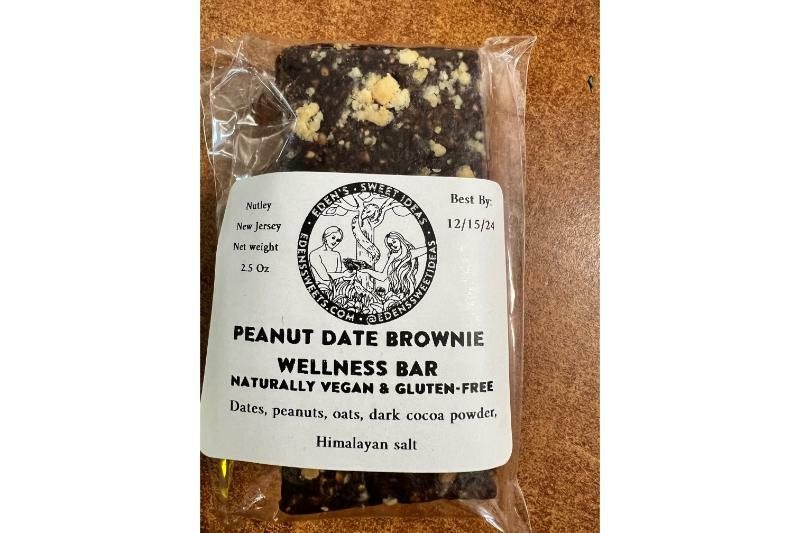 Nutley
New Jersey
Net weight
2.5 Oz
EDEN'S • SWEET IDEAS •
EDENSSWEETS.COM • @EDENSSWEETIDEAS
Best By:
12/15/24
PEANUT DATE BROWNIE
WELLNESS BAR
NATURALLY VEGAN & GLUTEN-FREE
Dates, peanuts, oats, dark cocoa powder,
Himalayan salt